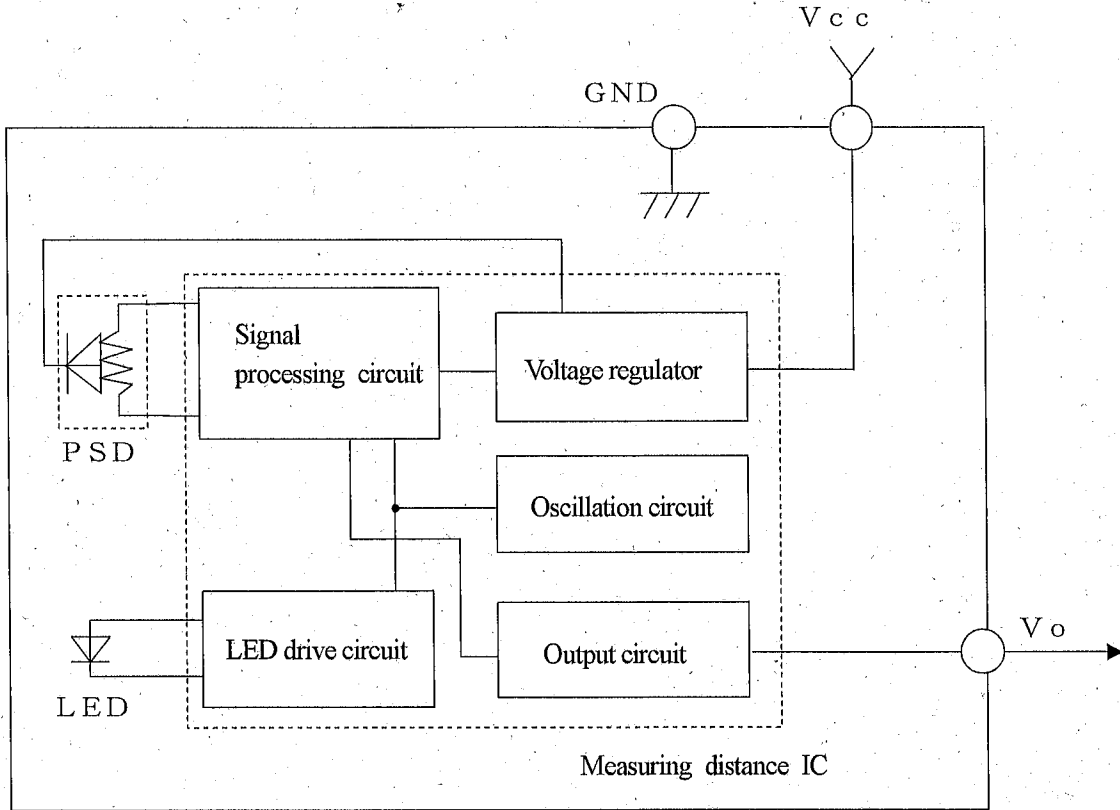 Vcc
GND
Signal
processing circuit
Voltage regulator
PSD
Oscillation circuit
LED drive circuit
Output circuit
Vo
LED
Measuring distance IC